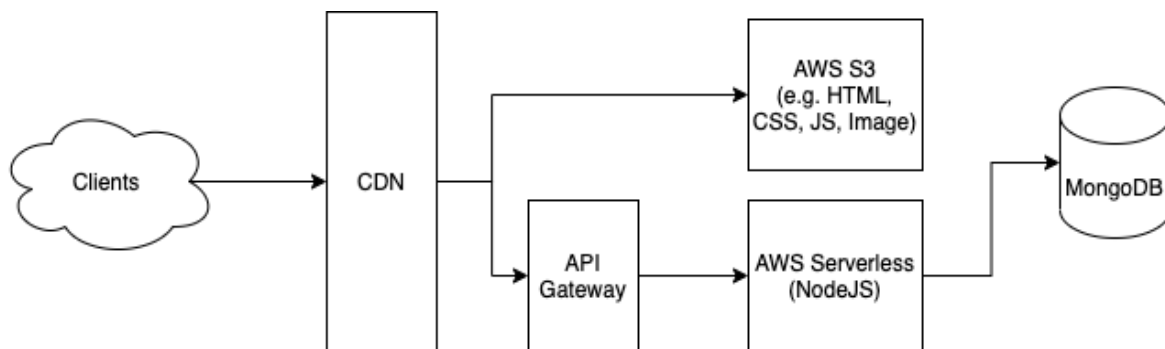 Clients
CDN
AWS S3
(e.g. HTML,
CSS, JS, Image)
API
Gateway
AWS Serverless
(NodeJS)
MongoDB